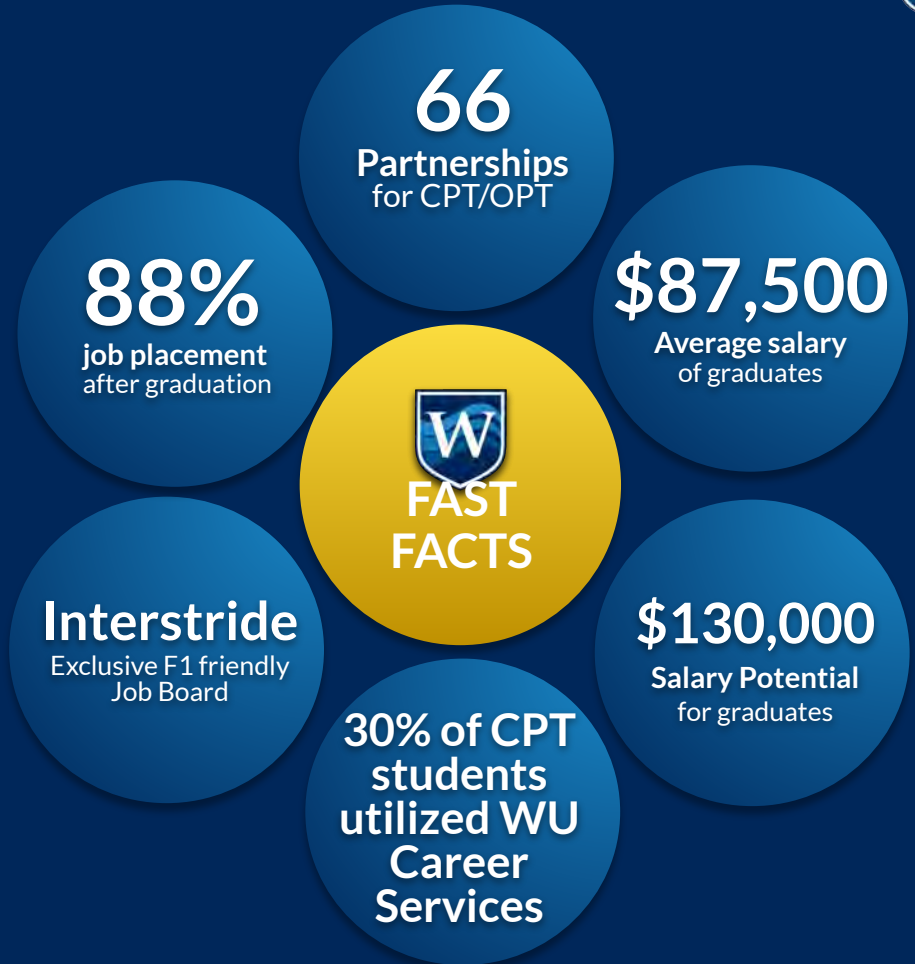 66
Partnerships
for CPT/OPT
88%
job placement
after graduation
$87,500
Average salary
of graduates
W
FAST
FACTS
Interstride
Exclusive F1 friendly
Job Board
$130,000
Salary Potential
for graduates
30% of CPT
students
utilized WU
Career
Services